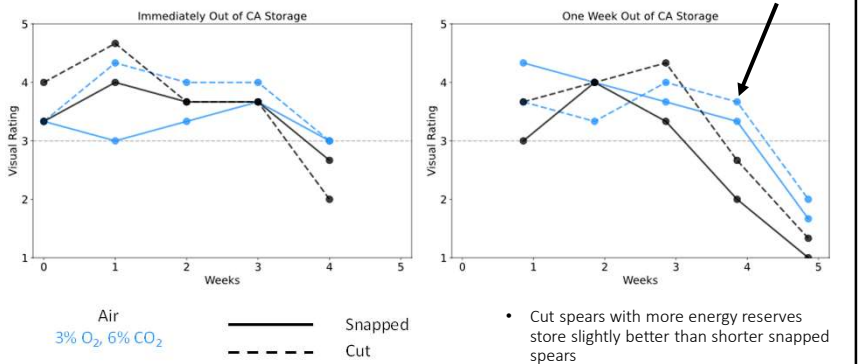 Immediately Out of CA Storage
5
4
3
2
1
Visual Rating
0 1 2 3 4 5
Weeks
One Week Out of CA Storage
5
4
3
2
1
Visual Rating
0 1 2 3 4 5
Weeks
Air
3% O₂, 6% CO₂
Snapped
Cut
• Cut spears with more energy reserves
store slightly better than shorter snapped
spears